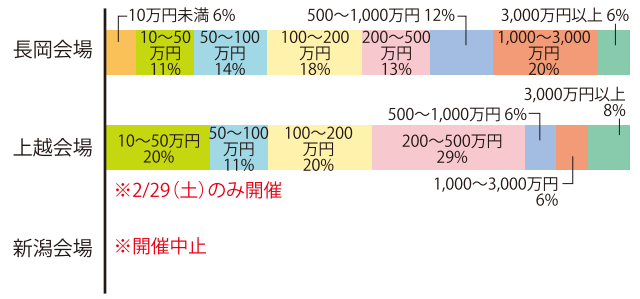 10万円未満 6%
500〜1,000万円 12%
3,000万円以上 6%
長岡会場
10〜50
万円
11%
50〜100
万円
14%
100〜200
万円
18%
200〜500
万円
13%
1,000〜3,000
万円
20%
3,000万円以上
8%
500〜1,000万円 6%
上越会場
10〜50万円
20%
50〜100
万円
11%
100〜200
万円
20%
200〜500万円
29%
1,000〜3,000万円
6%
※2/29（土）のみ開催
新潟会場
※開催中止